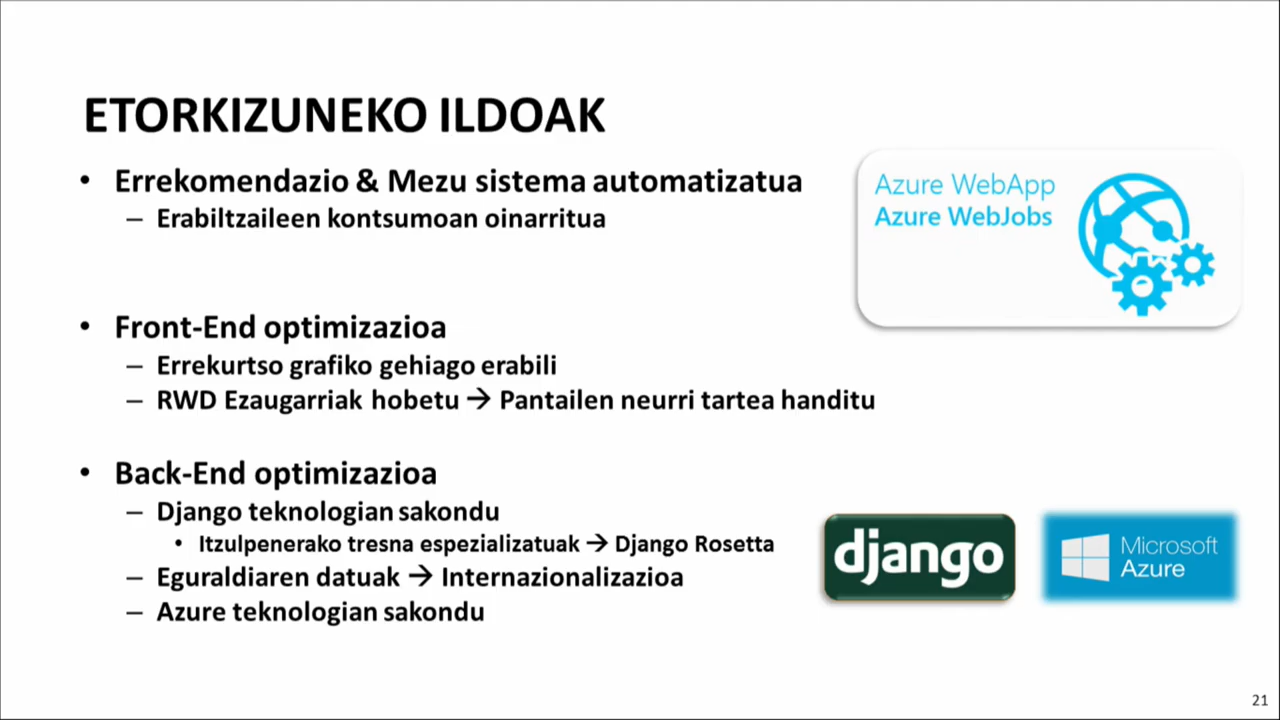 ETORKIZUNEKO ILDOAK
• Errekomendazio & Mezu sistema automatizatua
– Erabiltzaileen kontsumoan oinarritua
Azure WebApp
Azure WebJobs
• Front-End optimizazioa
– Errekurtso grafiko gehiago erabili
– RWD Ezaugarriak hobetu → Pantailen neurri tartea handitu
• Back-End optimizazioa
– Django teknologian sakondu
• Itzulpenerako tresna espezializatuak → Django Rosetta
– Eguraldiaren datuak → Internazionalizazioa
– Azure teknologian sakondu
django
Microsoft
Azure
21